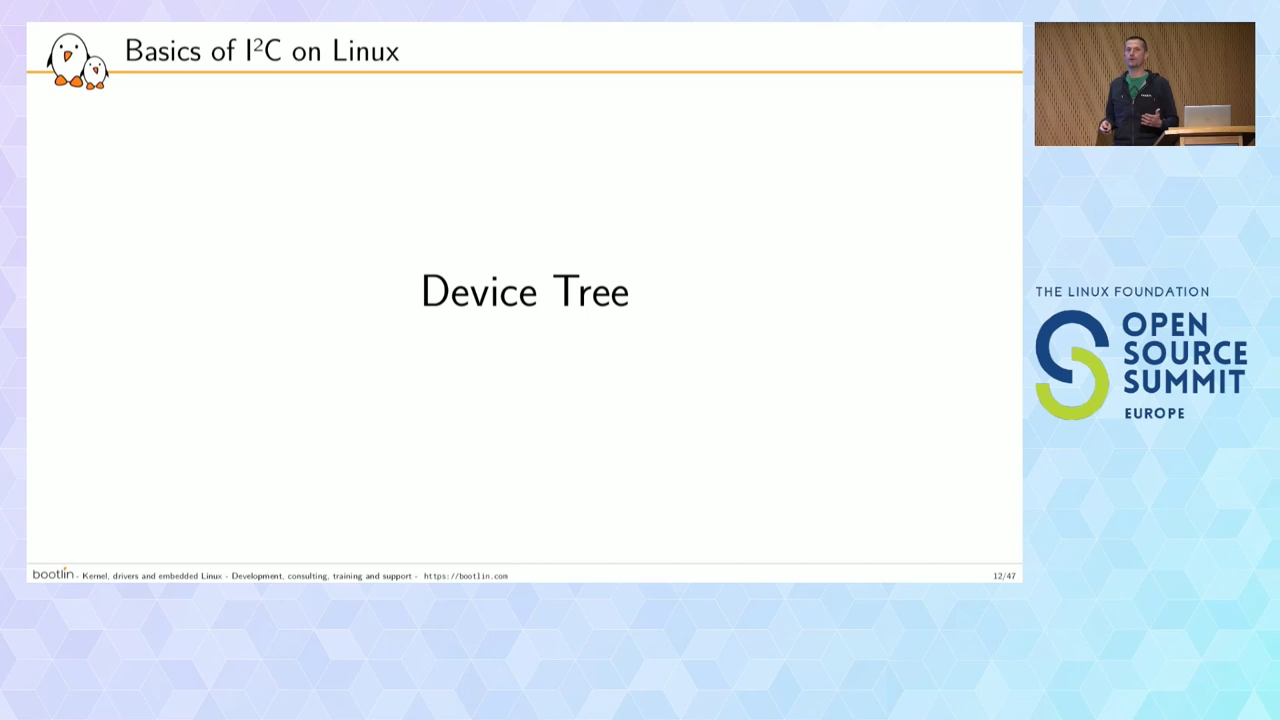 Basics of I²C on Linux
Device Tree
bootlin - Kernel, drivers and embedded Linux - Development, consulting, training and support - https://bootlin.com
12/47
THE LINUX FOUNDATION
OPEN
SOURCE
SUMMIT
EUROPE